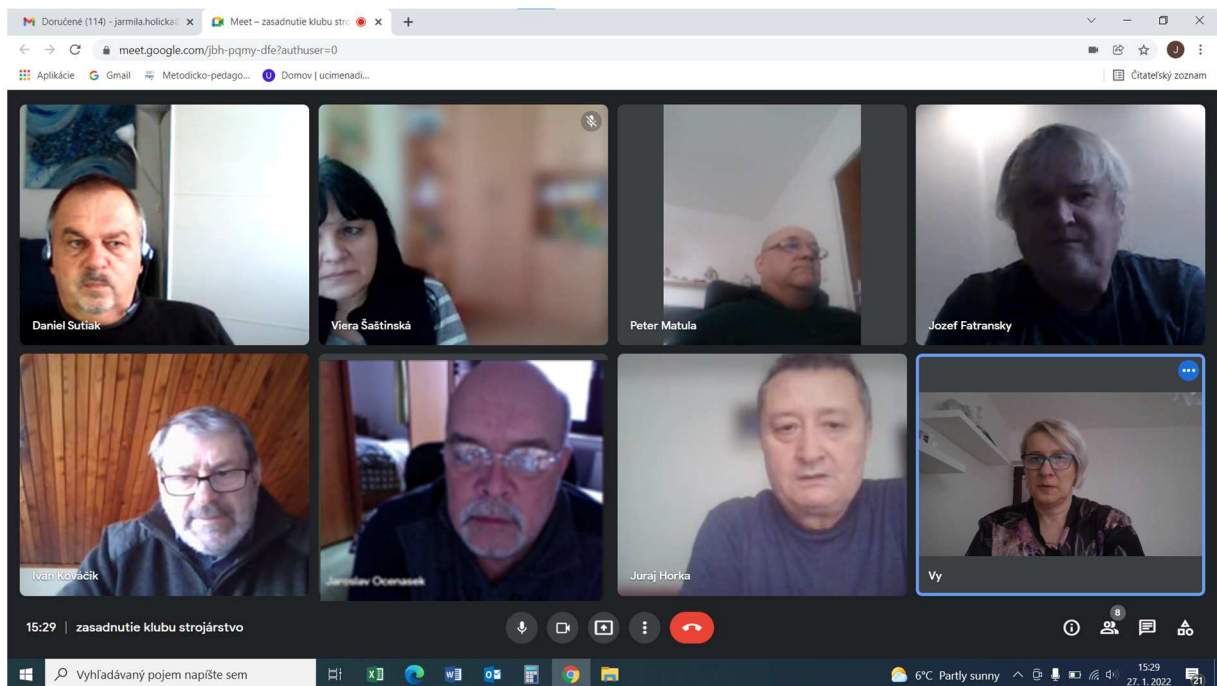 Doručené (114) - jarmila.holicka
Meet – zasadnutie klubu stro
meet.google.com/jbh-pqmy-dfe?authuser=0
J
Aplikácie
Gmail
Metodicko-pedago...
Domov | ucimenadi...
Čitateľský zoznam
Daniel Sutiak
Viera Šaštinská
Peter Matula
Jozef Fatransky
Ivan Kováčik
Jaroslav Ocenasek
Juraj Horka
Vy
15:29 | zasadnutie klubu strojárstvo
8
Vyhľadávaný pojem napíšte sem
6°C Partly sunny
15:29
27. 1. 2022
21